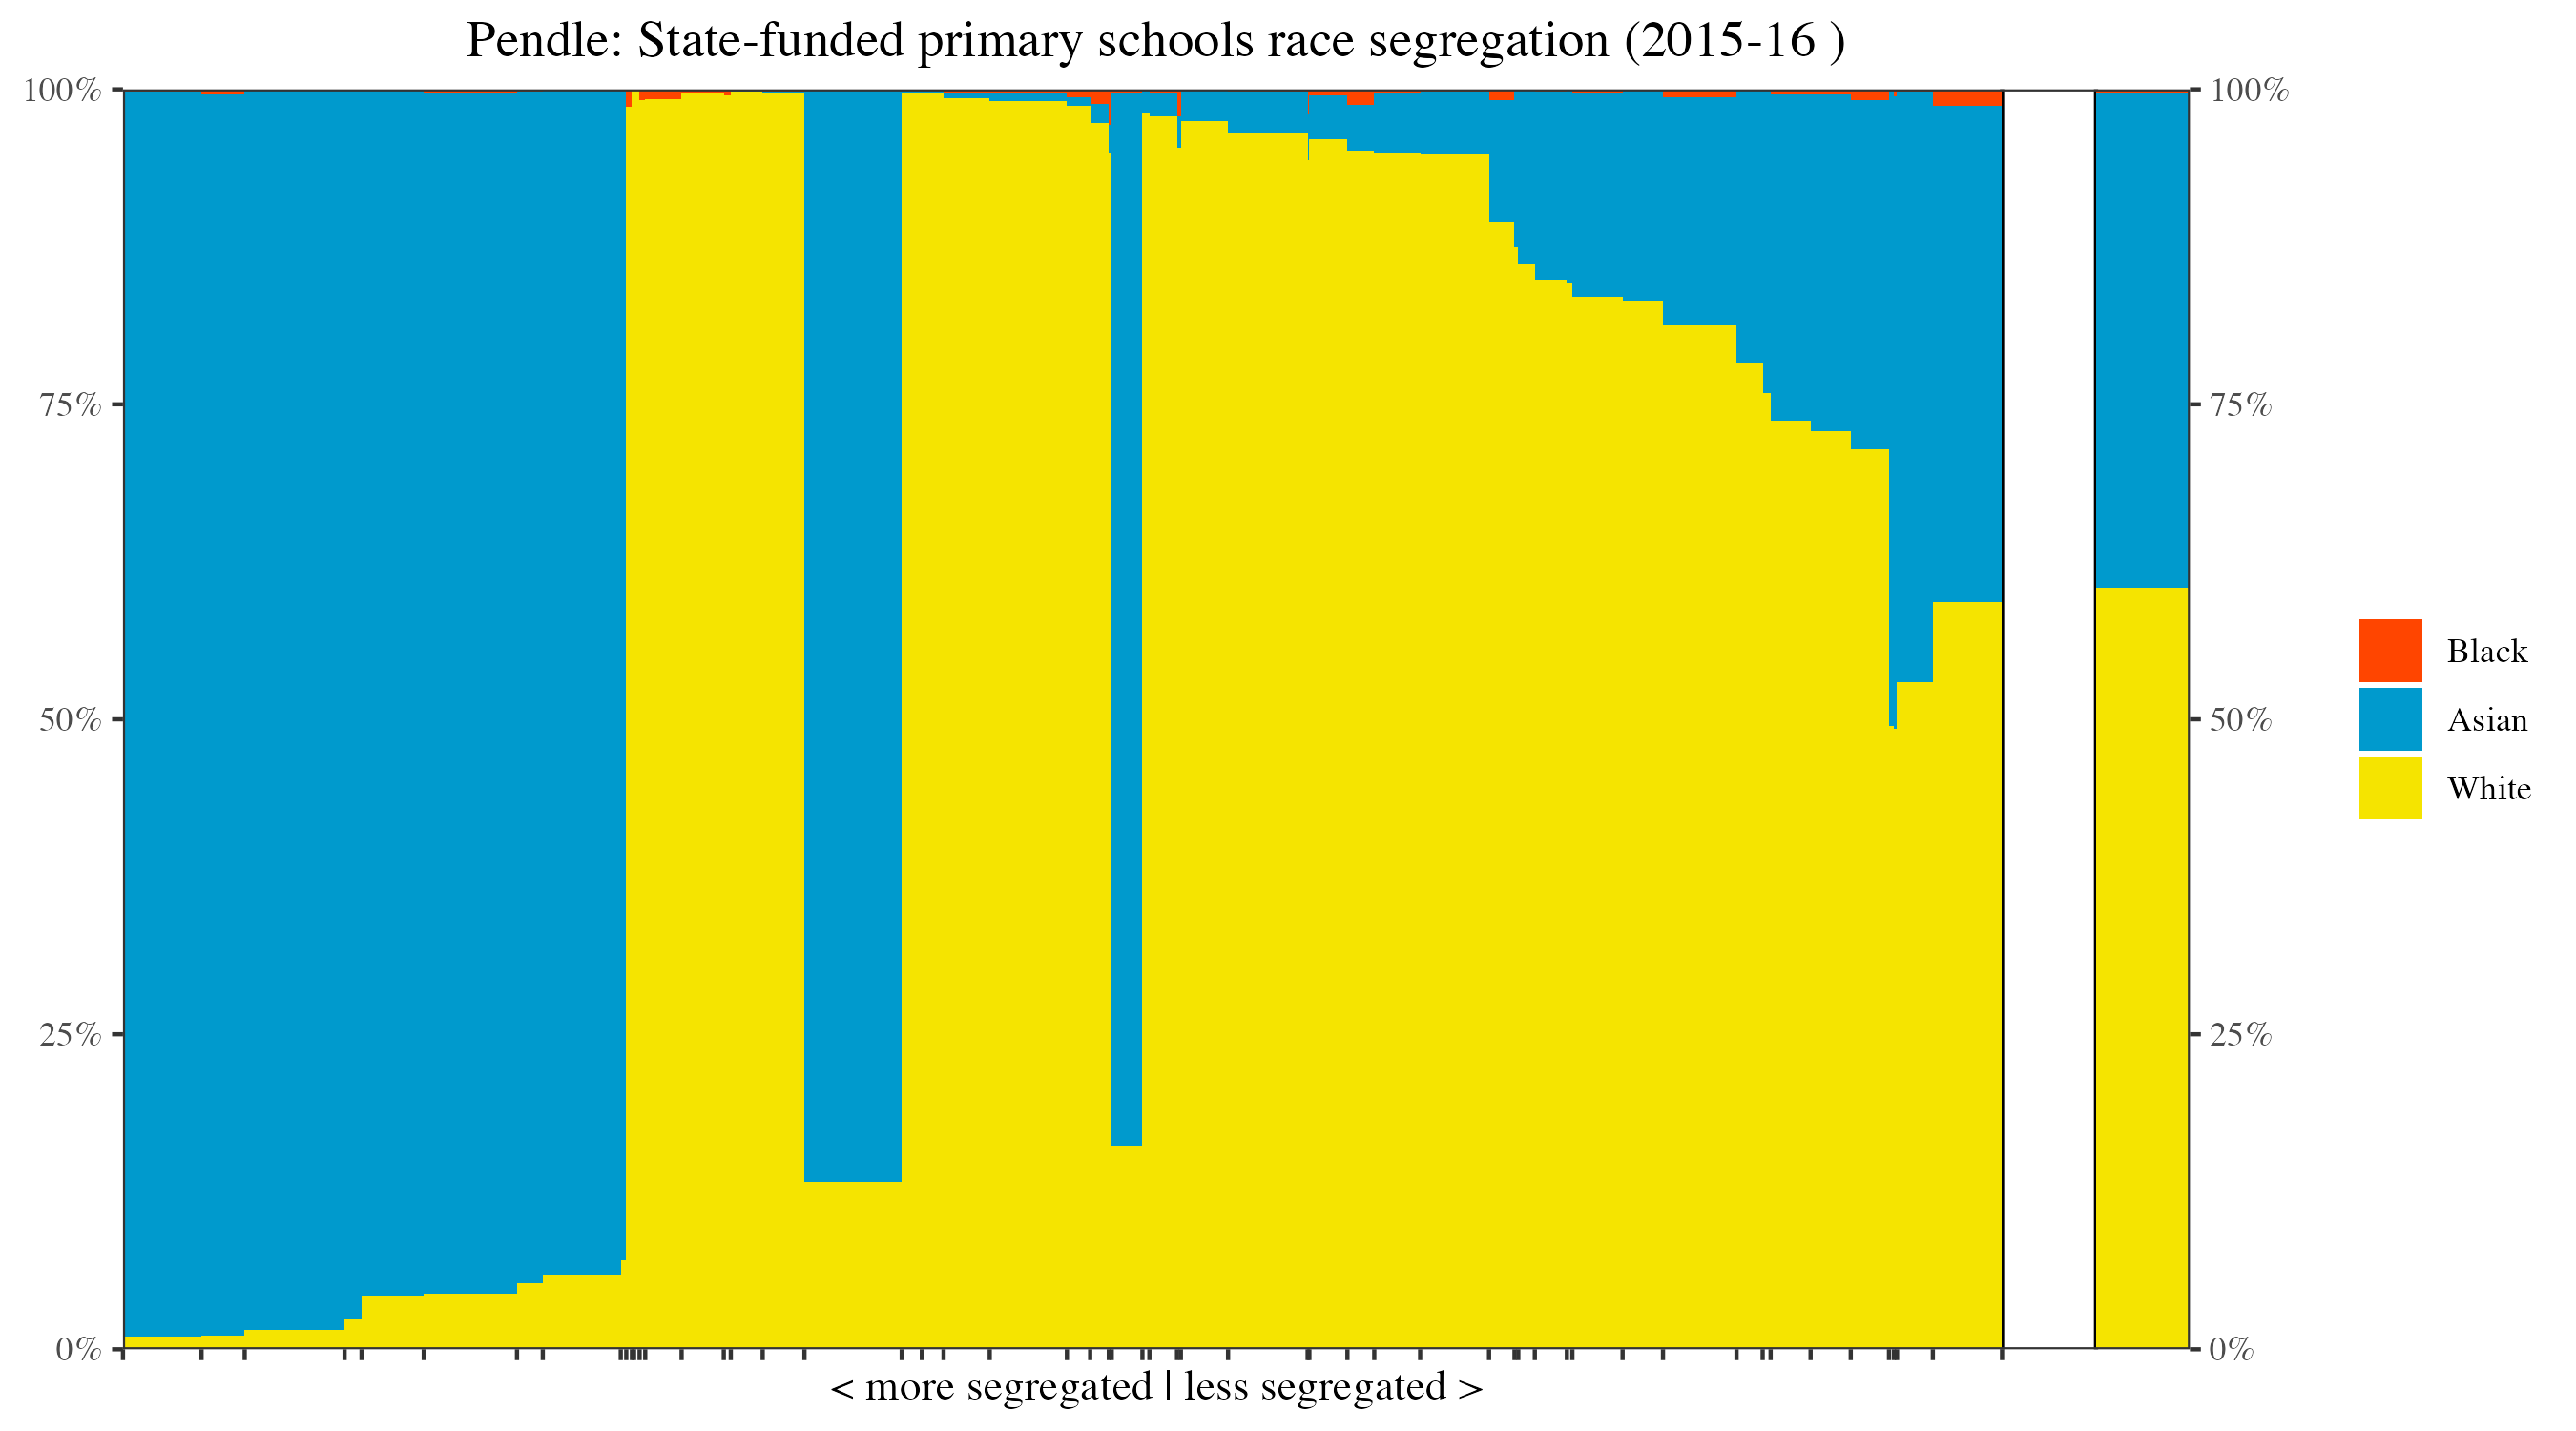 Pendle: State-funded primary schools race segregation (2015-16 )
100%
75%
50%
25%
0%
100%
75%
50%
25%
0%
Black
Asian
White
< more segregated | less segregated >